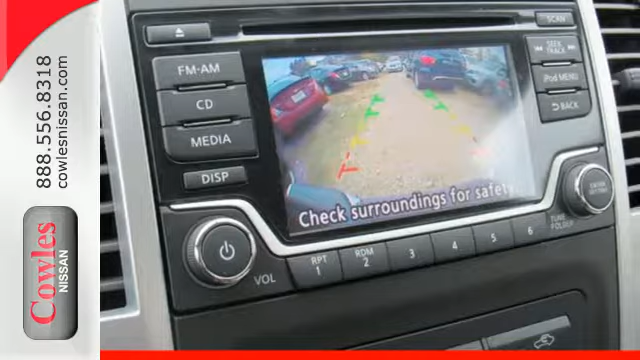 888.556.8318
cowlesnissan.com
Cowles
NISSAN
SCAN
FM-AM
SEEK
TRACK
CD
iPod MENU
MEDIA
BACK
DISP
Check surroundings for safety.
VOL
RPT
1
RDM
2
3
4
5
6
TUNE
FOLDER